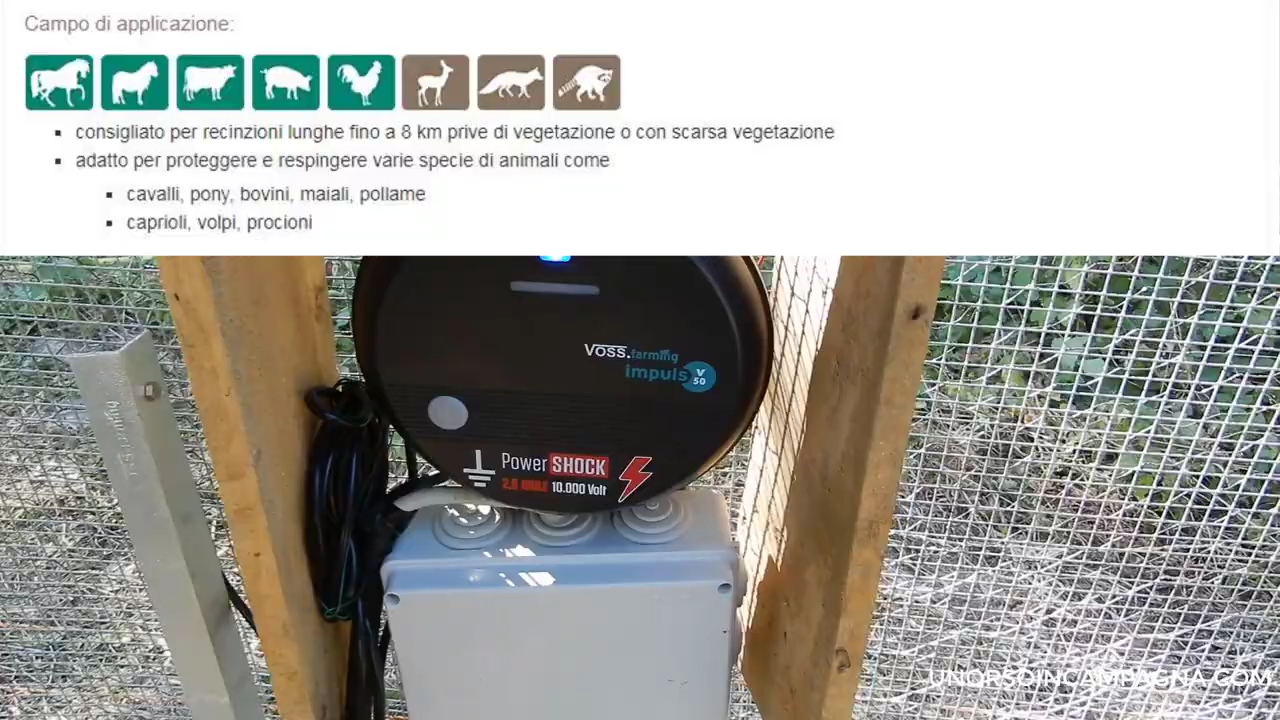 Campo di applicazione:
consigliato per recinzioni lunghe fino a 8 km prive di vegetazione o con scarsa vegetazione
adatto per proteggere e respingere varie specie di animali come
cavalli, pony, bovini, maiali, pollame
caprioli, volpi, procioni
Voss.farming
impuls V 50
Power SHOCK
10.000 Volt
UNORSOINCAMPAGNA.COM